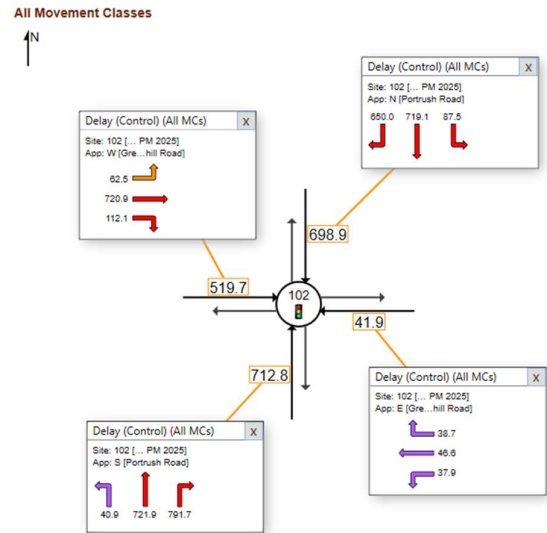 All Movement Classes
N
Delay (Control) (All MCs) X
Site: 102 [... PM 2025]
App: N [Portrush Road]
650.0 719.1 87.5
Delay (Control) (All MCs) X
Site: 102 [... PM 2025]
App: W [Gre...hill Road]
62.5
720.9
112.1
698.9
519.7
102
41.9
712.8
Delay (Control) (All MCs) X
Site: 102 [... PM 2025]
App: E [Gre...hill Road]
38.7
46.6
37.9
Delay (Control) (All MCs) X
Site: 102 [... PM 2025]
App: S [Portrush Road]
40.9 721.9 791.7